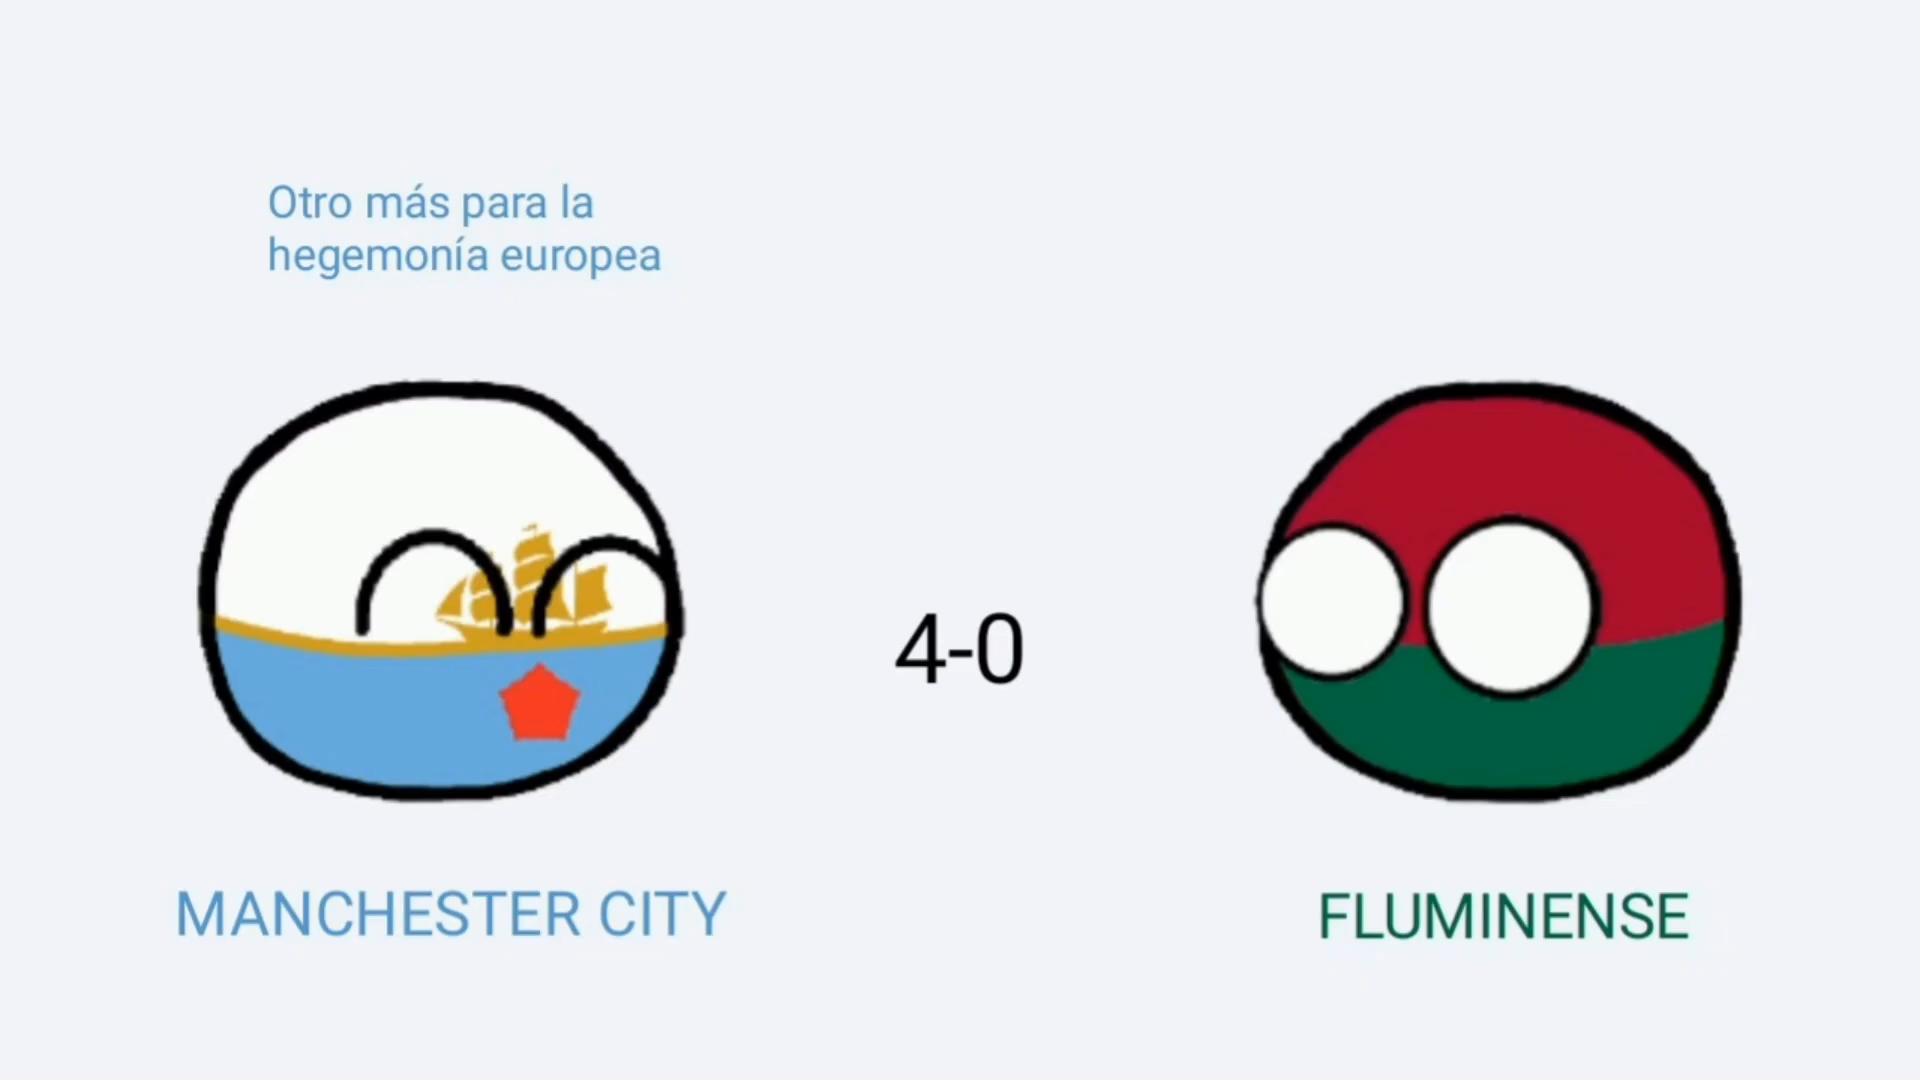 Otro más para la
hegemonía europea
4-0
MANCHESTER CITY
FLUMINENSE